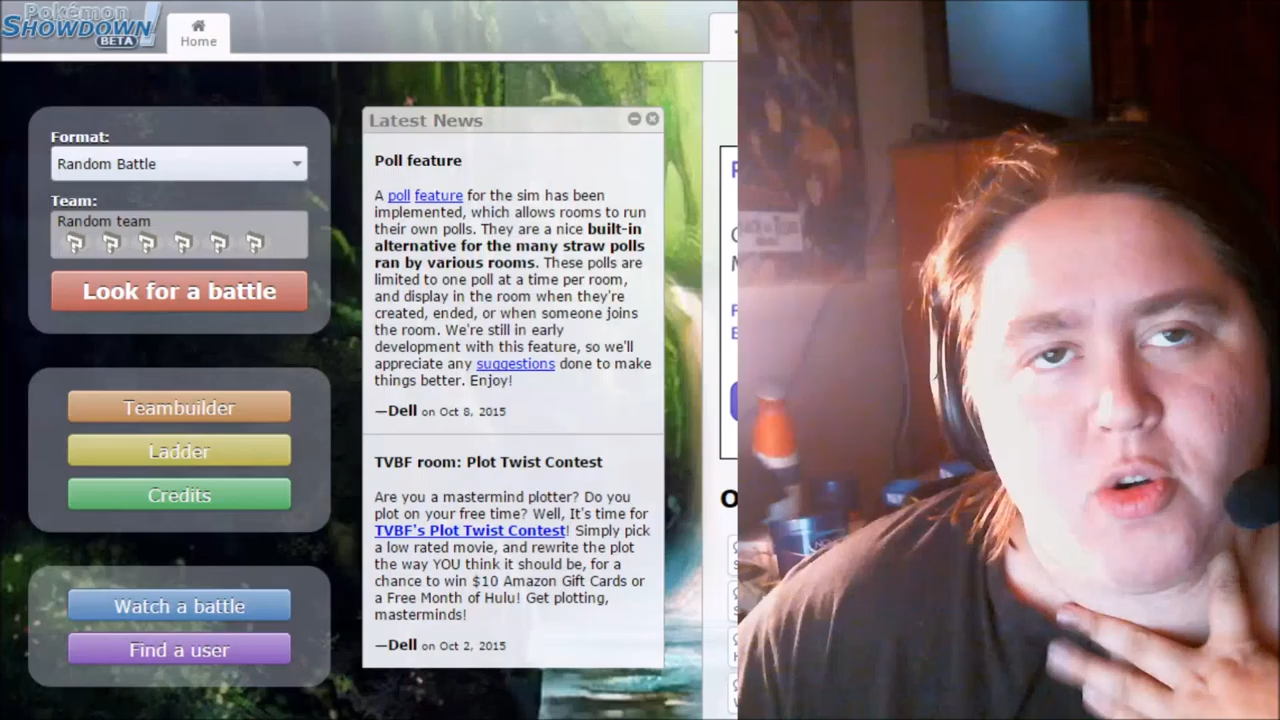 Pokémon
SHOWDOWN!
BETA
Home
Format:
Random Battle
Team:
Random team
Look for a battle
Teambuilder
Ladder
Credits
Watch a battle
Find a user
Latest News
Poll feature
A poll feature for the sim has been
implemented, which allows rooms to run
their own polls. They are a nice built-in
alternative for the many straw polls
ran by various rooms. These polls are
limited to one poll at a time per room,
and display in the room when they're
created, ended, or when someone joins
the room. We're still in early
development with this feature, so we'll
appreciate any suggestions done to make
things better. Enjoy!
—Dell on Oct 8, 2015
TVBF room: Plot Twist Contest
Are you a mastermind plotter? Do you
plot on your free time? Well, It's time for
TVBF's Plot Twist Contest! Simply pick
a low rated movie, and rewrite the plot
the way YOU think it should be, for a
chance to win $10 Amazon Gift Cards or
a Free Month of Hulu! Get plotting,
masterminds!
—Dell on Oct 2, 2015